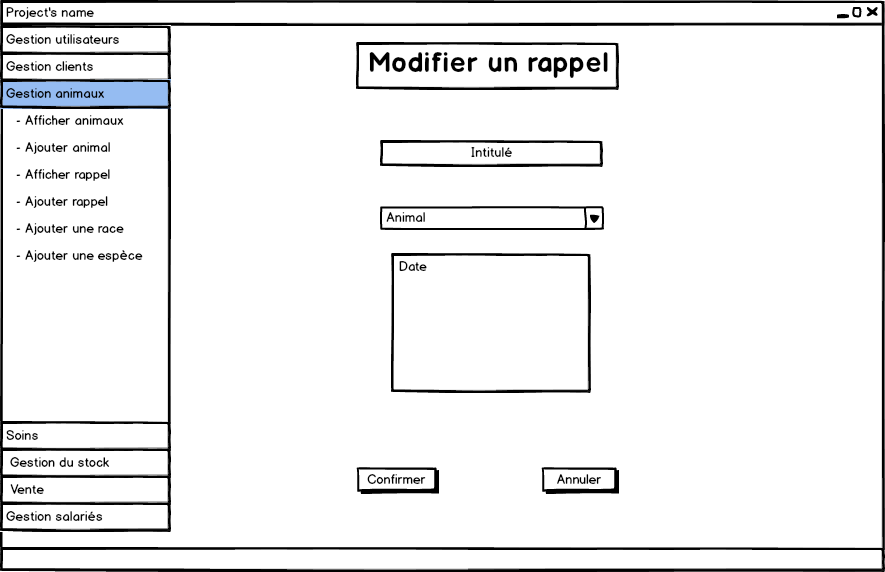 Project's name
Gestion utilisateurs
Gestion clients
Gestion animaux
- Afficher animaux
- Ajouter animal
- Afficher rappel
- Ajouter rappel
- Ajouter une race
- Ajouter une espèce
Soins
Gestion du stock
Vente
Gestion salariés
Modifier un rappel
Intitulé
Animal
Date
Confirmer
Annuler